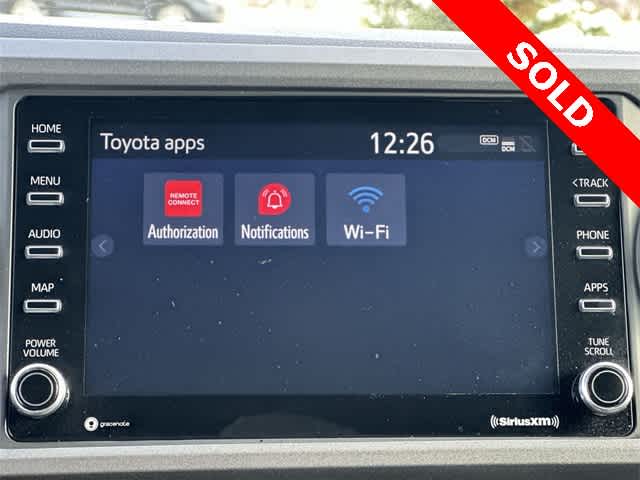 SOLD
HOME
MENU
AUDIO
MAP
POWER
VOLUME
Toyota apps
12:26
DCM
DCM
REMOTE
CONNECT
Authorization
Notifications
Wi-Fi
<TRACK
PHONE
APPS
TUNE
SCROLL
gracenote
SiriusXM